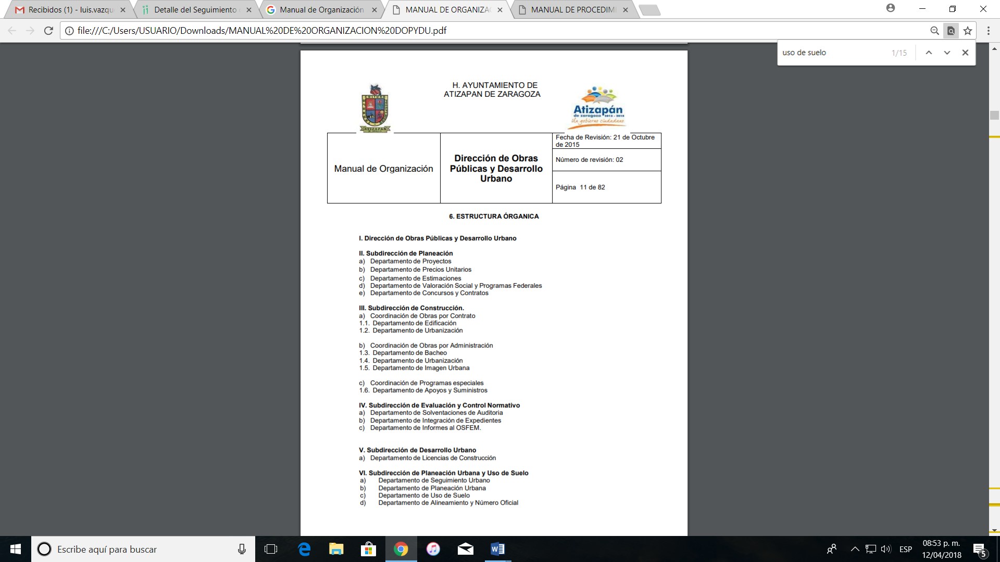 Recibidos (1) - luis.vazqu
Detalle del Seguimiento
Manual de Organización
MANUAL DE ORGANIZAC
MANUAL DE PROCEDIMI
file:///C:/Users/USUARIO/Downloads/MANUAL%20DE%20ORGANIZACION%20DOPYDU.pdf
uso de suelo 1/15
H. AYUNTAMIENTO DE
ATIZAPAN DE ZARAGOZA
CULTURA
ATIZAPAN
Atizapán
de zaragoza 2013 - 2015
Un gobierno ciudadano
Manual de Organización
Dirección de Obras
Públicas y Desarrollo
Urbano
Fecha de Revisión: 21 de Octubre
de 2015
Número de revisión: 02
Página 11 de 82
6. ESTRUCTURA ÓRGANICA
I. Dirección de Obras Públicas y Desarrollo Urbano
II. Subdirección de Planeación
a) Departamento de Proyectos
b) Departamento de Precios Unitarios
c) Departamento de Estimaciones
d) Departamento de Valoración Social y Programas Federales
e) Departamento de Concursos y Contratos
III. Subdirección de Construcción.
a) Coordinación de Obras por Contrato
1.1. Departamento de Edificación
1.2. Departamento de Urbanización
b) Coordinación de Obras por Administración
1.3. Departamento de Bacheo
1.4. Departamento de Urbanización
1.5. Departamento de Imagen Urbana
c) Coordinación de Programas especiales
1.6. Departamento de Apoyos y Suministros
IV. Subdirección de Evaluación y Control Normativo
a) Departamento de Solventaciones de Auditoria
b) Departamento de Integración de Expedientes
c) Departamento de Informes al OSFEM.
V. Subdirección de Desarrollo Urbano
a) Departamento de Licencias de Construcción
VI. Subdirección de Planeación Urbana y Uso de Suelo
a) Departamento de Seguimiento Urbano
b) Departamento de Planeación Urbana
c) Departamento de Uso de Suelo
d) Departamento de Alineamiento y Número Oficial
Escribe aquí para buscar
ESP
08:53 p. m.
12/04/2018
5